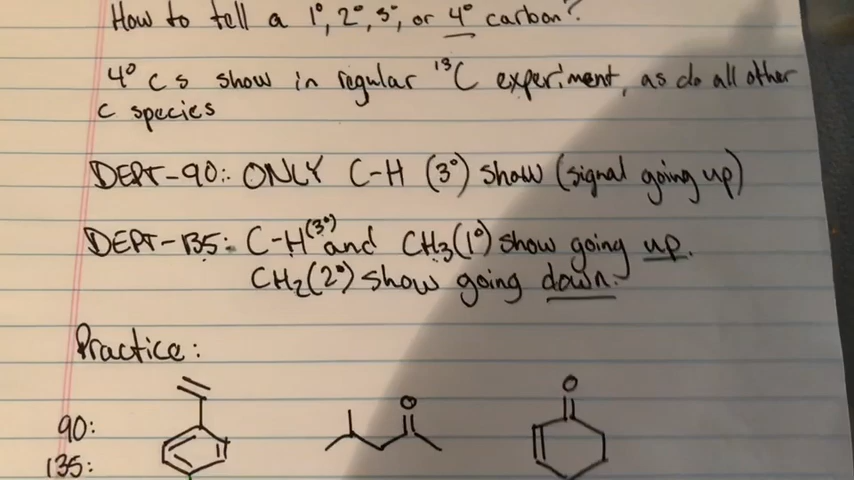 How to tell a 1°, 2°, 3°, or 4° carbon?
4° C s show in regular ¹³C experiment, as do all other
C species
DEPT-90: ONLY C-H (3°) show (signal going up)
DEPT-135: C-H (3°) and CH₃(1°) show going up.
CH₂(2°) show going down.
Practice:
O
O
90:
135: